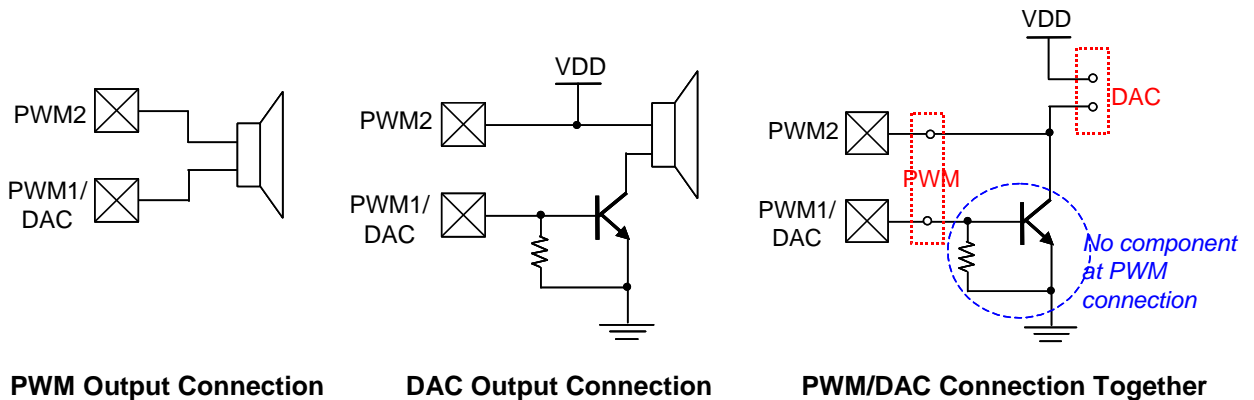 PWM2
PWM1/
DAC
PWM Output Connection
VDD
PWM2
PWM1/
DAC
DAC Output Connection
VDD
DAC
PWM2
PWM
PWM1/
DAC
No component
at PWM
connection
PWM/DAC Connection Together